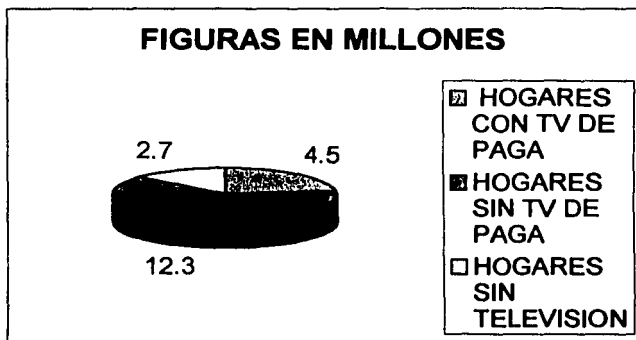 FIGURAS EN MILLONES
2.7
4.5
12.3
HOGARES
CON TV DE
PAGA
HOGARES
SIN TV DE
PAGA
HOGARES
SIN
TELEVISION